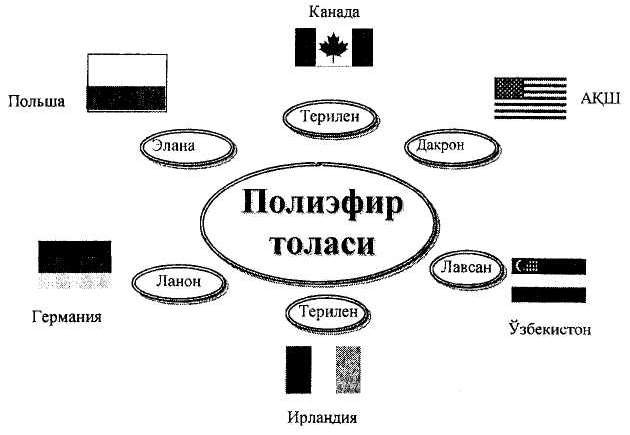 Канада
Польша
АҚШ
Терилен
Элана
Дакрон
Полиэфир
толаси
Ланон
Лавсан
Германия
Терилен
Ўзбекистон
Ирландия